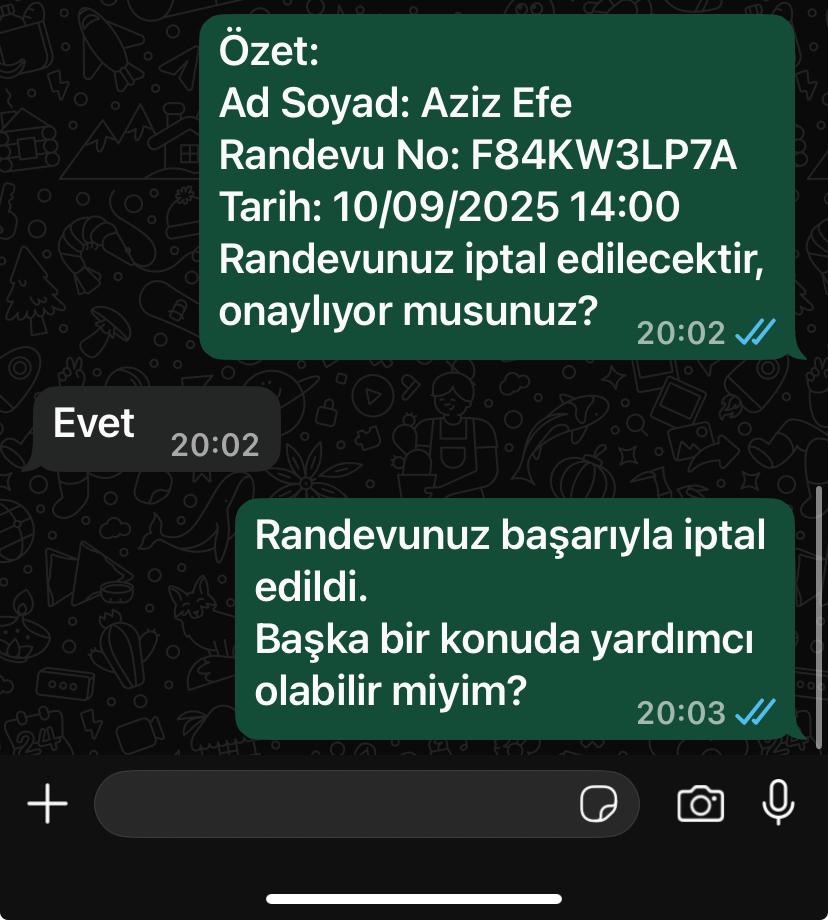 Özet:
Ad Soyad: Aziz Efe
Randevu No: F84KW3LP7A
Tarih: 10/09/2025 14:00
Randevunuz iptal edilecektir,
onaylıyor musunuz?
20:02
Evet
20:02
Randevunuz başarıyla iptal
edildi.
Başka bir konuda yardımcı
olabilir miyim?
20:03
24